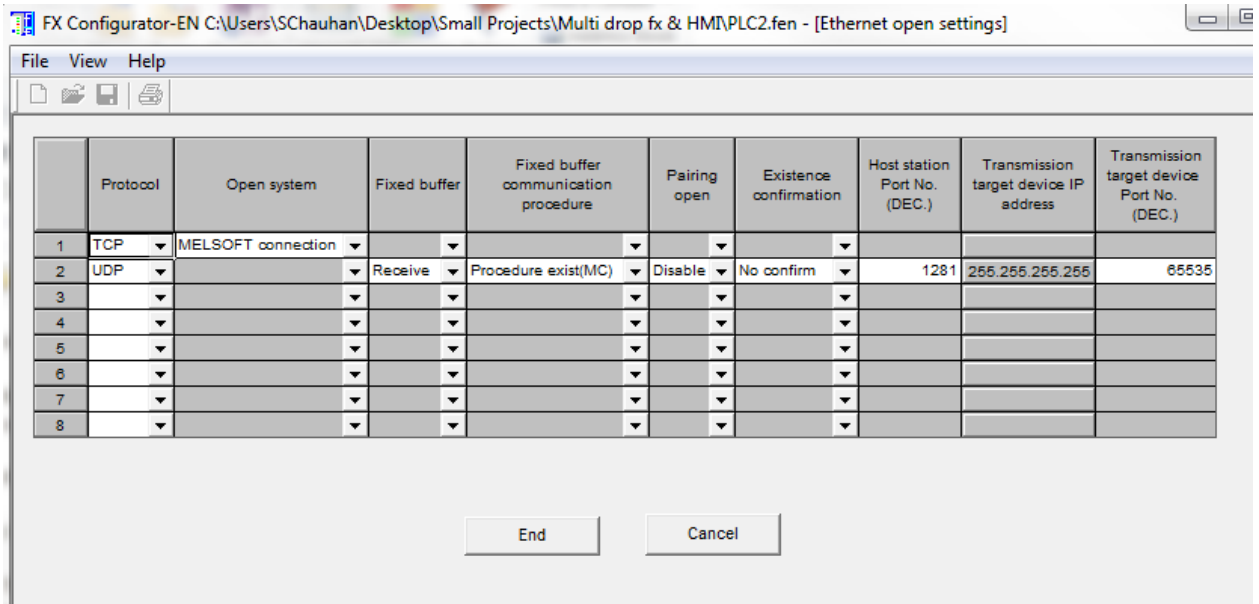 FX Configurator-EN C:\Users\SChauhan\Desktop\Small Projects\Multi drop fx & HMI\PLC2.fen - [Ethernet open settings]
File View Help
Protocol Open system Fixed buffer Fixed buffer communication procedure Pairing open Existence confirmation Host station Port No. (DEC.) Transmission target device IP address Transmission target device Port No. (DEC.)
1 TCP MELSOFT connection
2 UDP Receive Procedure exist(MC) Disable No confirm 1281 255.255.255.255 65535
3
4
5
6
7
8
End Cancel